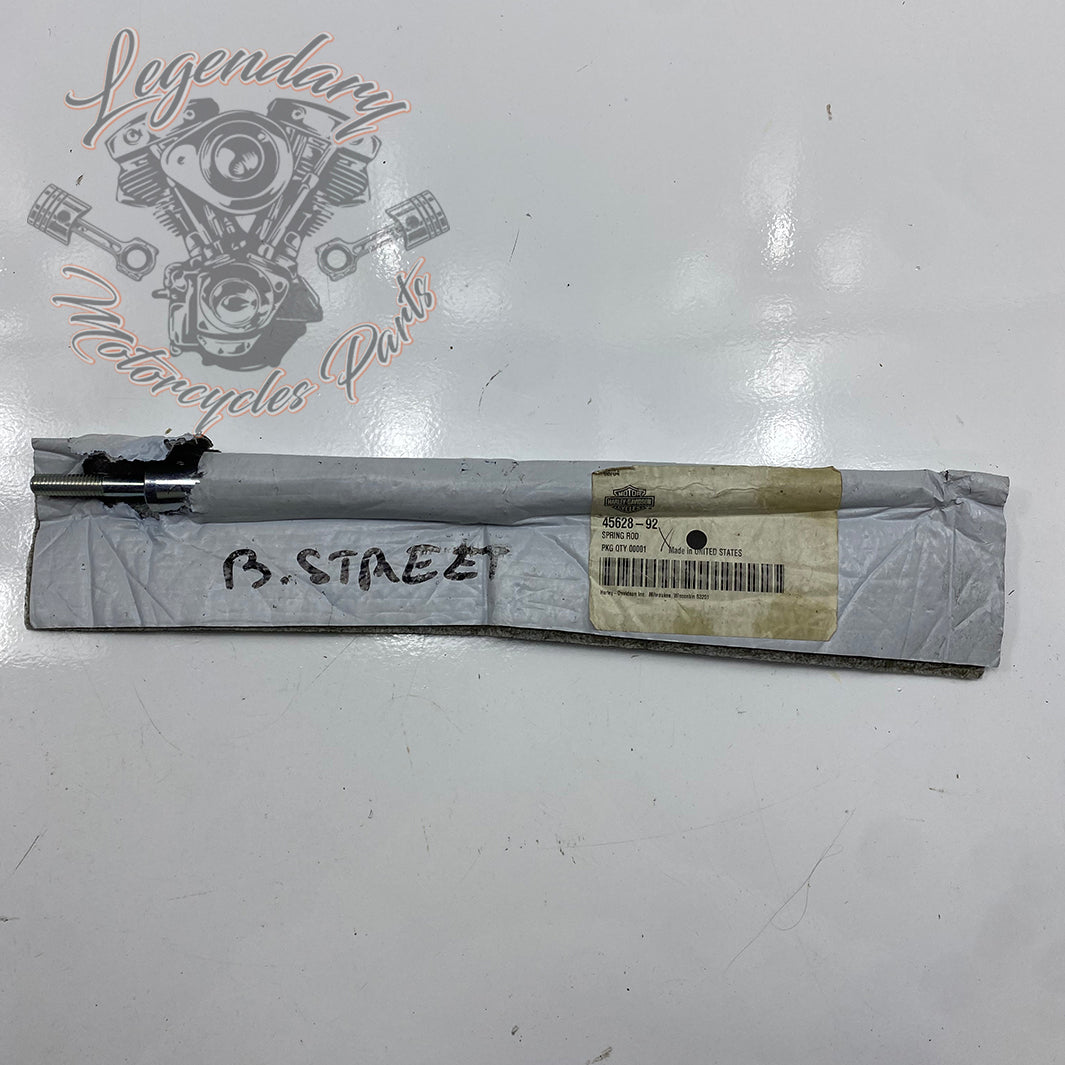 Legendary
Motorcycles Parts
MOTOR
HARLEY-DAVIDSON
CYCLES
45628-92
SPRING ROD
PKG QTY 00001
Made in UNITED STATES
Harley-Davidson Inc. Milwaukee, Wisconsin 53201
B. STREET